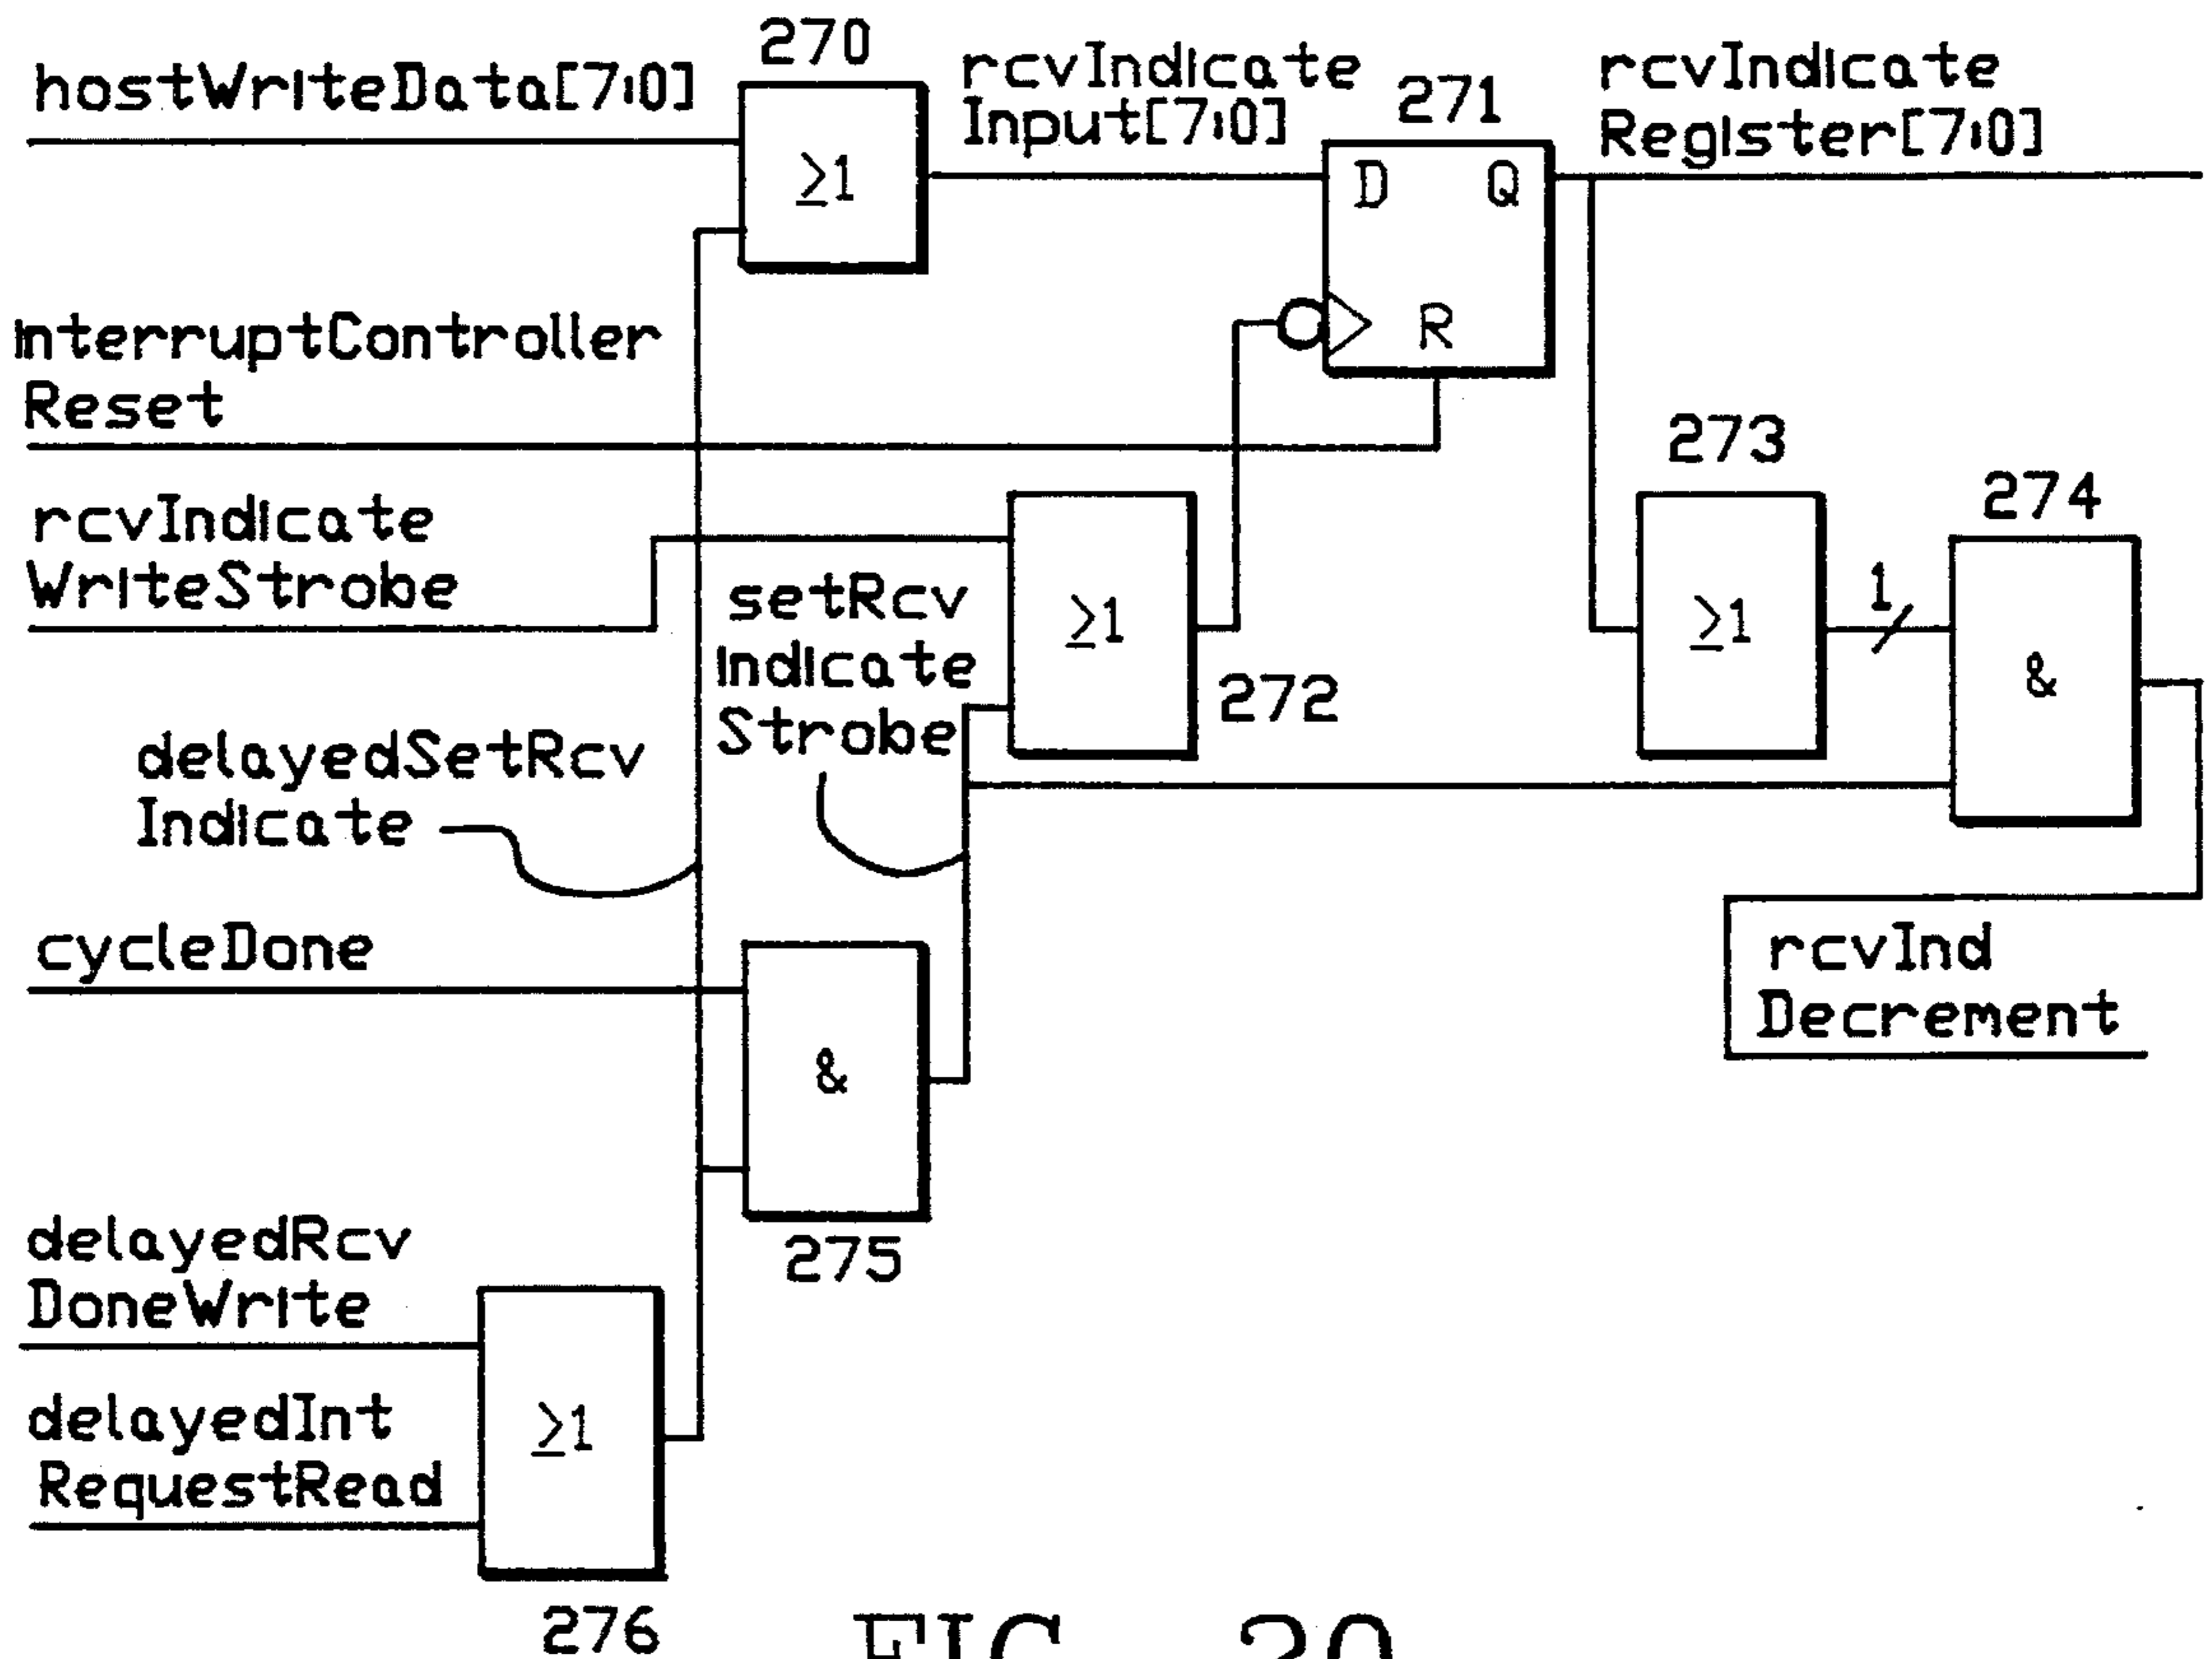 270
hostWriteData[7:0]
rcvIndicate
Input[7:0]
271
rcvIndicate
Register[7:0]
≥1
D Q
R
interruptController
Reset
273
274
rcvIndicate
WriteStrobe
setRcv
indicate
Strobe
≥1
272
≥1
1
&
delayedSetRcv
Indicate
cycleDone
&
275
rcvInd
Decrement
delayedRcv
DoneWrite
delayedInt
RequestRead
≥1
276
FIG. 20